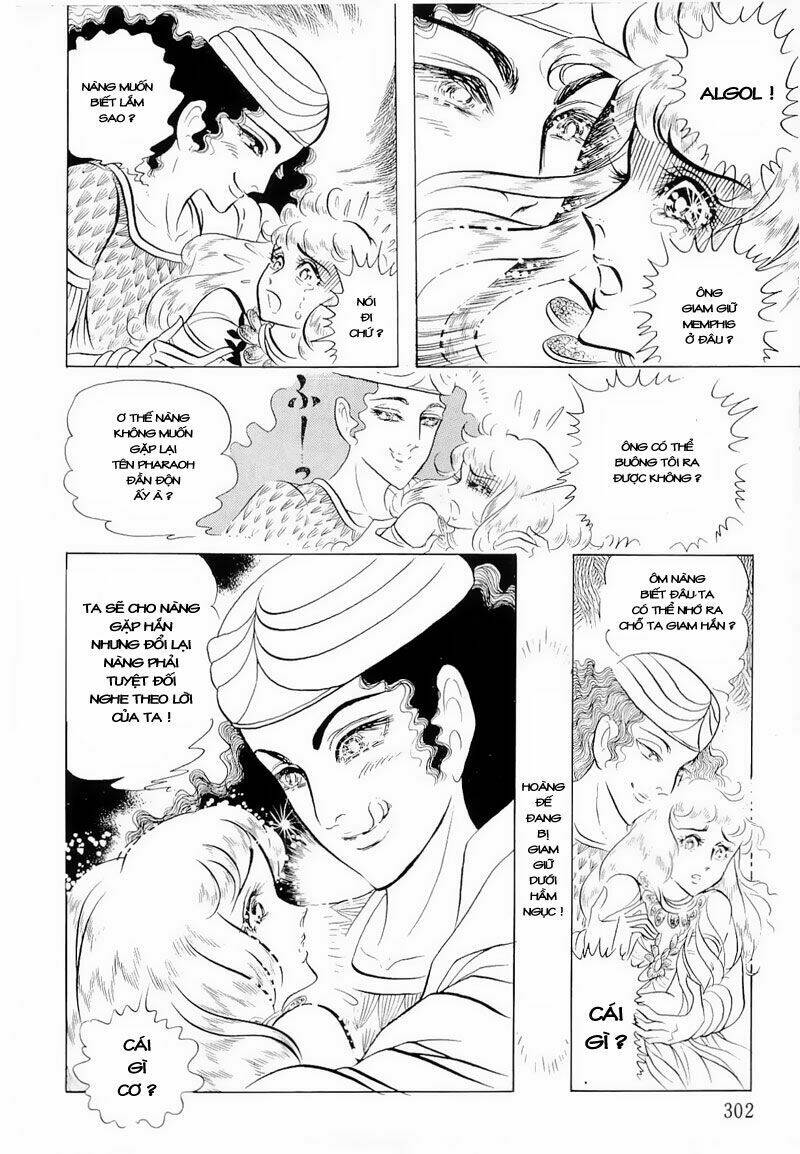 ALGOL !
ÔNG
GIAM GIỮ
MEMPHIS
Ở ĐÂU ?
NÀNG MUỐN
BIẾT LẮM
SAO ?
NÓI
ĐI
CHỨ ?
ÔNG CÓ THỂ
BUÔNG TÔI RA
ĐƯỢC KHÔNG ?
ふーっ
Ơ THẾ NÀNG
KHÔNG MUỐN
GẶP LẠI
TÊN PHARAOH
ĐẦN ĐỘN
ẤY À ?
ÔM NÀNG
BIẾT ĐÂU TA
CÓ THỂ NHỚ RA
CHỖ TA GIAM HẮN ?
CÁI
GÌ ?
HOÀNG
ĐẾ
ĐANG
BỊ
GIAM
GIỮ
DƯỚI
HẦM
NGỤC !
TA SẼ CHO NÀNG
GẶP HẮN
NHƯNG ĐỔI LẠI
NÀNG PHẢI
TUYỆT ĐỐI
NGHE THEO LỜI
CỦA TA !
CÁI
GÌ
CƠ ?
302